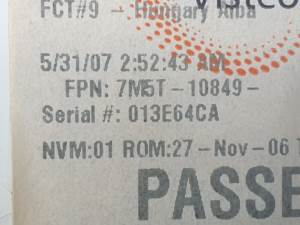 Visteo
FCT#9 - Hungary Alba
5/31/07 2:52:43 AM
FPN: 7M5T-10849-
Serial #: 013E64CA
NVM:01 ROM:27-Nov-06 T
PASSE